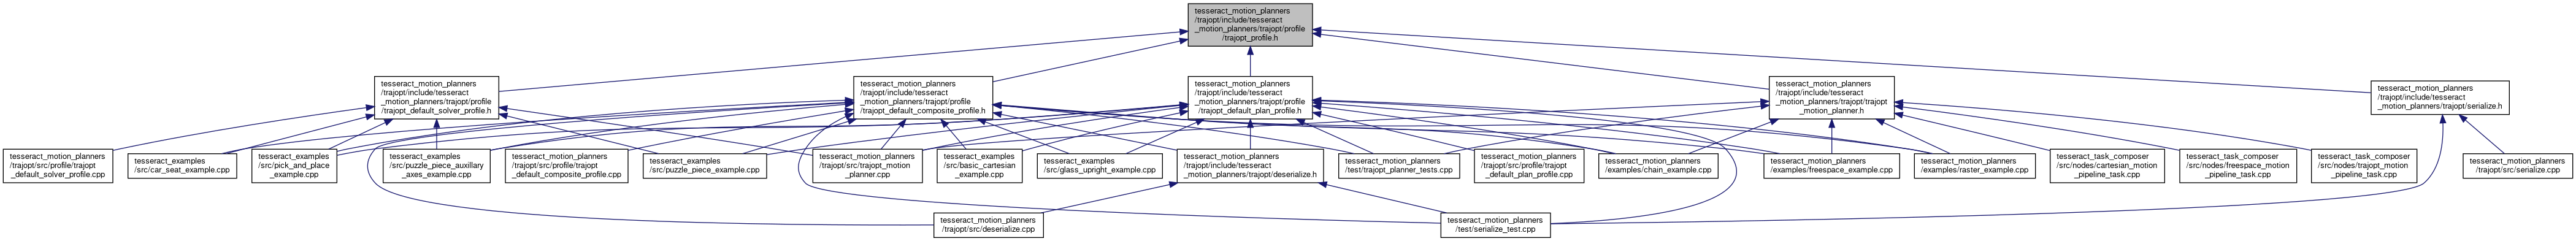 tesseract_motion_planners
/trajopt/include/tesseract
_motion_planners/trajopt/profile
/trajopt_profile.h
tesseract_motion_planners
/trajopt/include/tesseract
_motion_planners/trajopt/profile
/trajopt_default_solver_profile.h
tesseract_motion_planners
/trajopt/include/tesseract
_motion_planners/trajopt/profile
/trajopt_default_composite_profile.h
tesseract_motion_planners
/trajopt/include/tesseract
_motion_planners/trajopt/profile
/trajopt_default_plan_profile.h
tesseract_motion_planners
/trajopt/include/tesseract
_motion_planners/trajopt/trajopt
_motion_planner.h
tesseract_motion_planners
/trajopt/include/tesseract
_motion_planners/trajopt/serialize.h
tesseract_motion_planners
/trajopt/src/profile/trajopt
_default_solver_profile.cpp
tesseract_examples
/src/car_seat_example.cpp
tesseract_examples
/src/pick_and_place
_example.cpp
tesseract_examples
/src/puzzle_piece_auxillary
_axes_example.cpp
tesseract_motion_planners
/trajopt/src/profile/trajopt
_default_composite_profile.cpp
tesseract_examples
/src/puzzle_piece_example.cpp
tesseract_motion_planners
/trajopt/src/trajopt_motion
_planner.cpp
tesseract_examples
/src/basic_cartesian
_example.cpp
tesseract_examples
/src/glass_upright_example.cpp
tesseract_motion_planners
/trajopt/include/tesseract
_motion_planners/trajopt/deserialize.h
tesseract_motion_planners
/test/trajopt_planner_tests.cpp
tesseract_motion_planners
/trajopt/src/profile/trajopt
_default_plan_profile.cpp
tesseract_motion_planners
/examples/chain_example.cpp
tesseract_motion_planners
/examples/freespace_example.cpp
tesseract_motion_planners
/examples/raster_example.cpp
tesseract_task_composer
/src/nodes/cartesian_motion
_pipeline_task.cpp
tesseract_task_composer
/src/nodes/freespace_motion
_pipeline_task.cpp
tesseract_task_composer
/src/nodes/trajopt_motion
_pipeline_task.cpp
tesseract_motion_planners
/trajopt/src/serialize.cpp
tesseract_motion_planners
/trajopt/src/deserialize.cpp
tesseract_motion_planners
/test/serialize_test.cpp